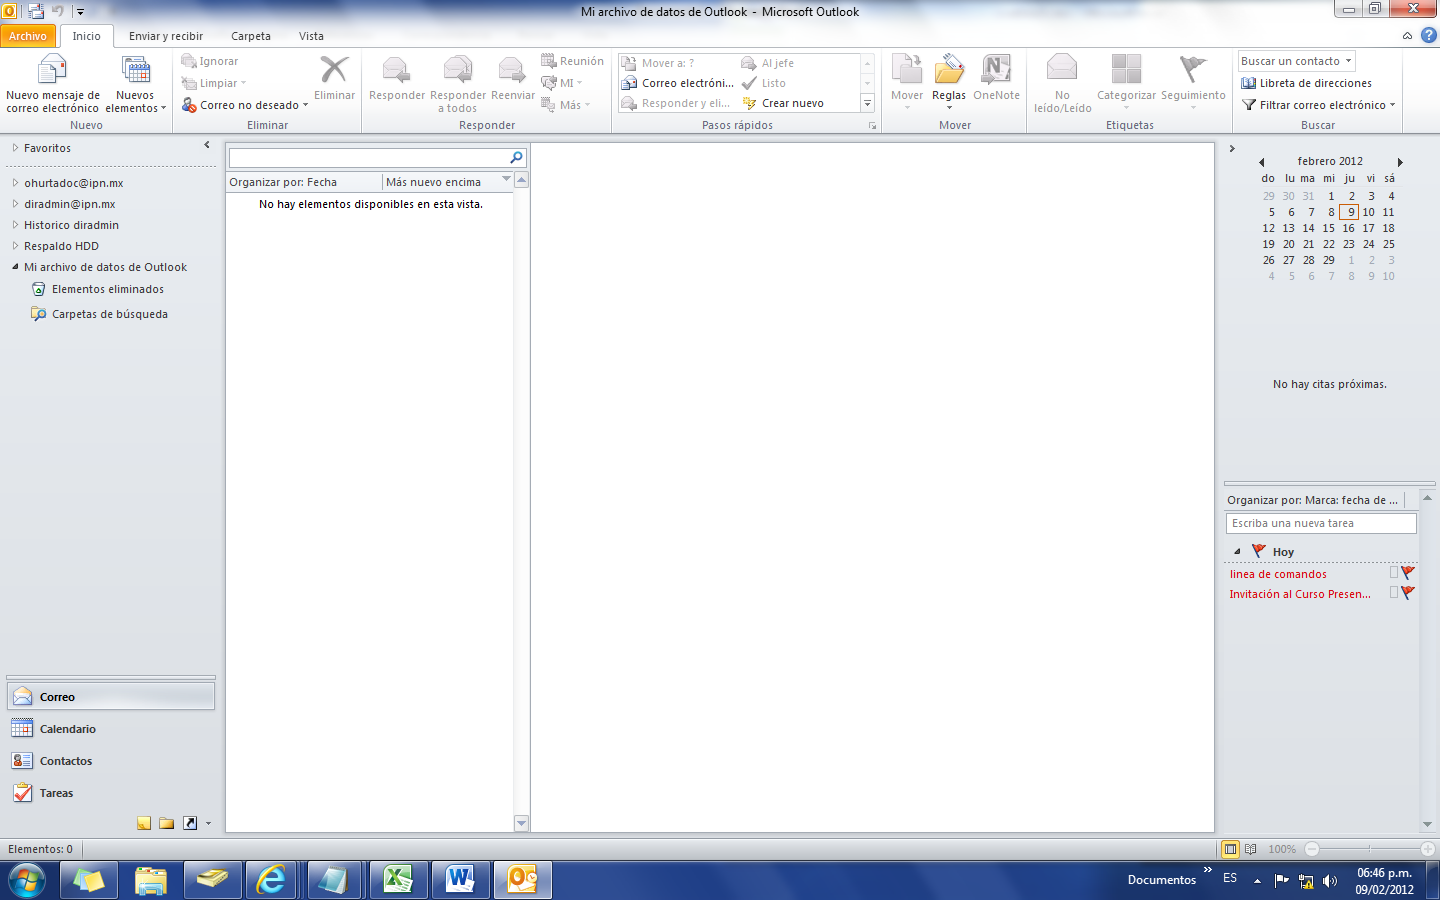 Mi archivo de datos de Outlook - Microsoft Outlook
Archivo Inicio Enviar y recibir Carpeta Vista
Nuevo mensaje de correo electrónico
Nuevos elementos
Nuevo
Ignorar
Limpiar
Correo no deseado
Eliminar
Eliminar
Responder
Responder a todos
Reenviar
Reunión
MI
Más
Responder
Mover a: ?
Correo electróni...
Responder y eli...
Al jefe
Listo
Crear nuevo
Pasos rápidos
Mover
Reglas
OneNote
Mover
No leído/Leído
Categorizar
Seguimiento
Etiquetas
Buscar un contacto
Libreta de direcciones
Filtrar correo electrónico
Buscar
Favoritos
ohurtadoc@ipn.mx
diradmin@ipn.mx
Historico diradmin
Respaldo HDD
Mi archivo de datos de Outlook
Elementos eliminados
Carpetas de búsqueda
Correo
Calendario
Contactos
Tareas
Organizar por: Fecha Más nuevo encima
No hay elementos disponibles en esta vista.
febrero 2012
do lu ma mi ju vi sá
29 30 31 1 2 3 4
5 6 7 8 9 10 11
12 13 14 15 16 17 18
19 20 21 22 23 24 25
26 27 28 29 1 2 3
4 5 6 7 8 9 10
No hay citas próximas.
Organizar por: Marca: fecha de ...
Escriba una nueva tarea
Hoy
linea de comandos
Invitación al Curso Presen...
Elementos: 0
100%
Documentos
ES
06:46 p.m.
09/02/2012